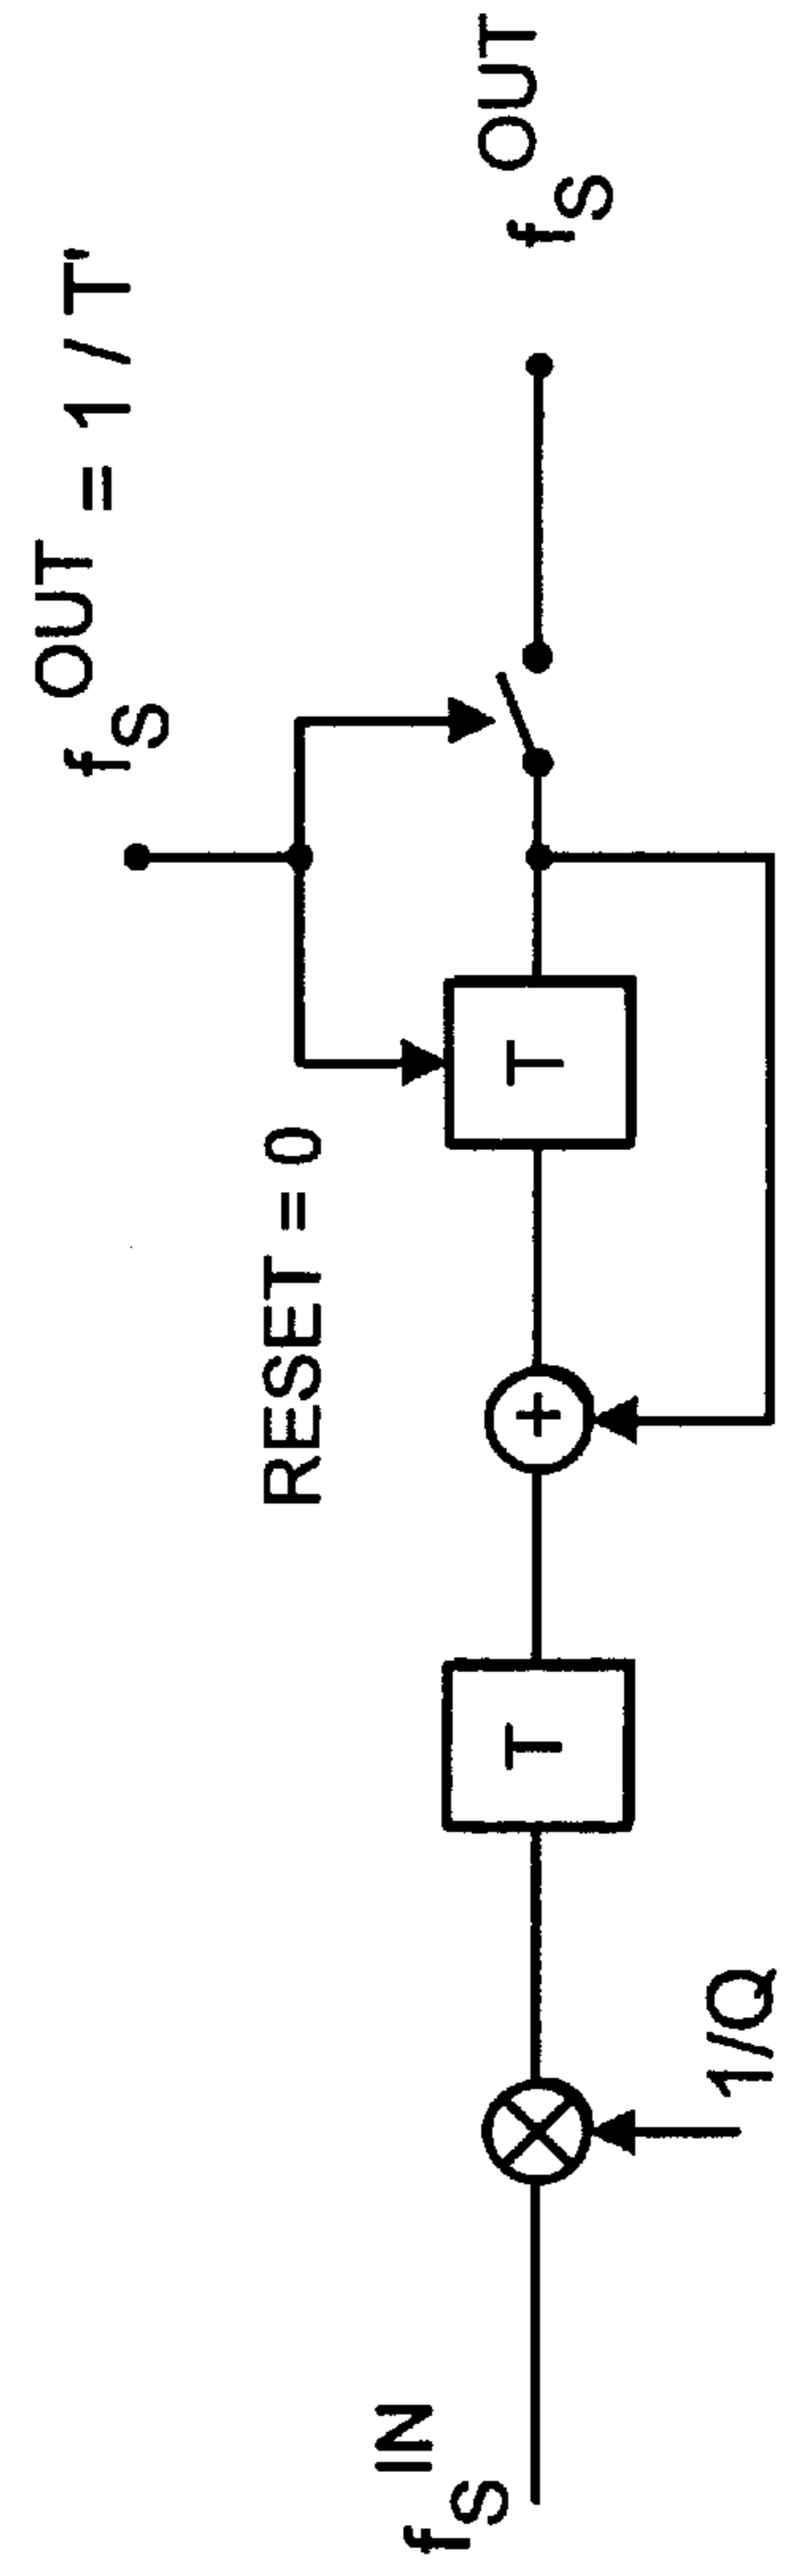 f_S^OUT = 1 / T'
RESET = 0
f_S^IN
T
+
T
f_S^OUT
1/Q